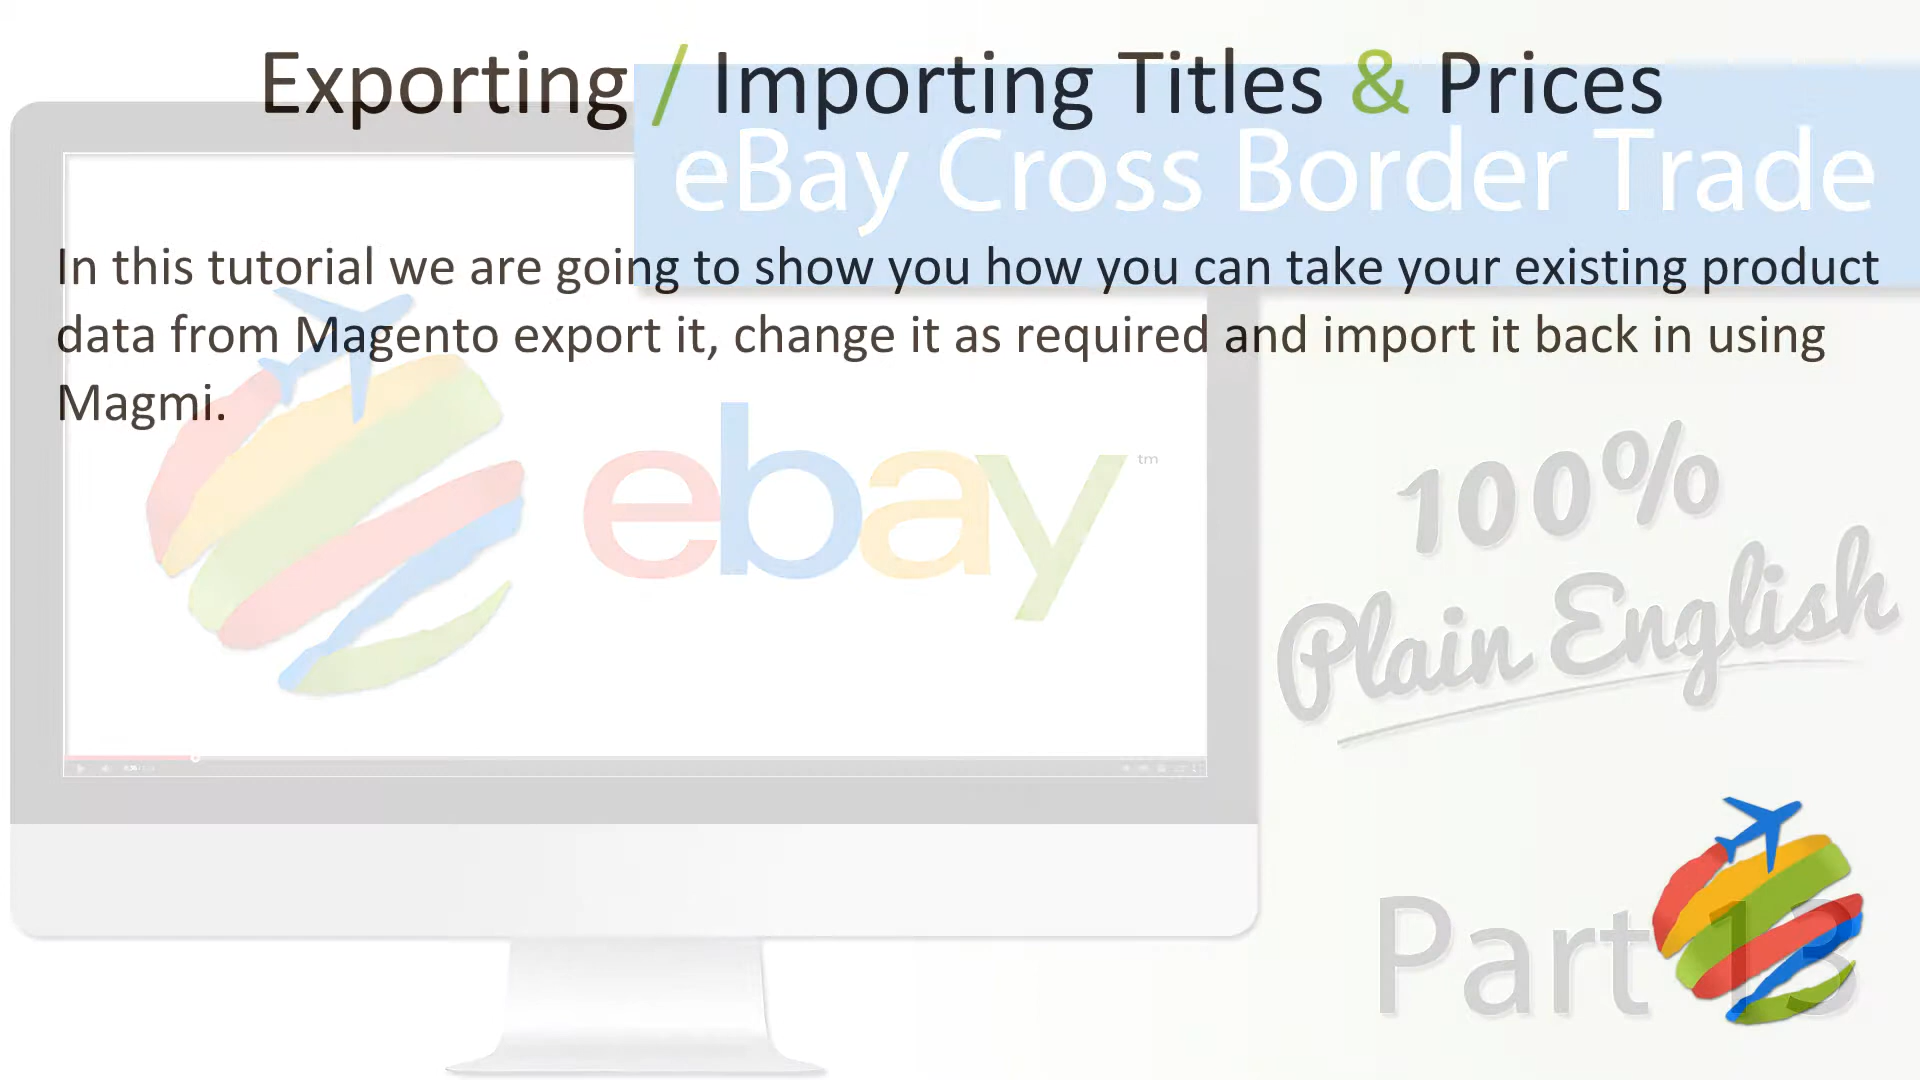 Exporting / Importing Titles & Prices
eBay Cross Border Trade
In this tutorial we are going to show you how you can take your existing product
data from Magento export it, change it as required and import it back in using
Magmi.
ebay
tm
100%
Plain English
Part 13